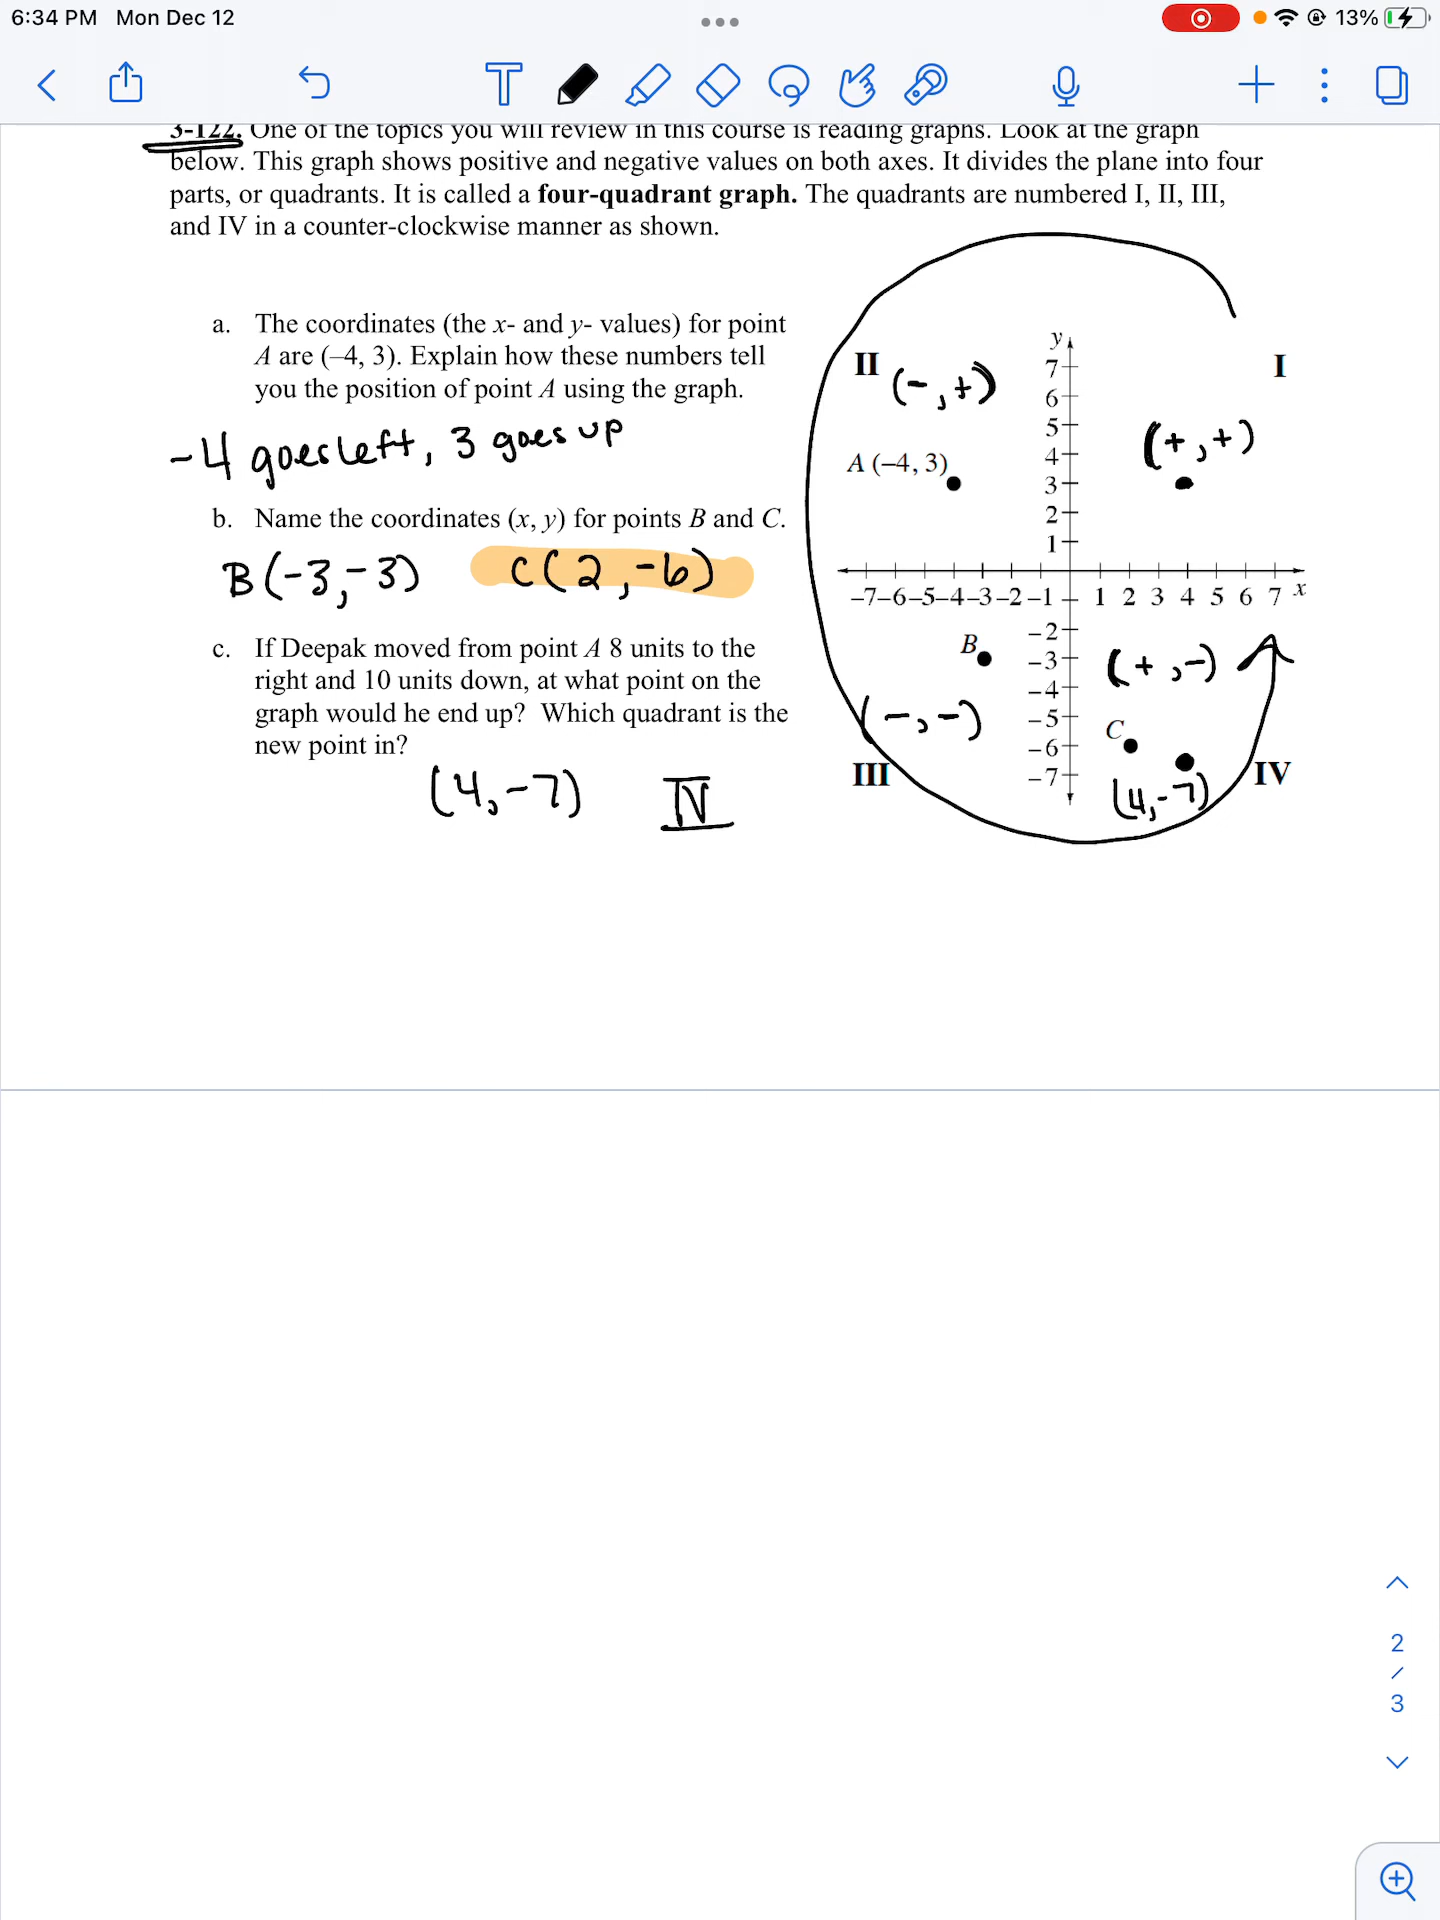 6:34 PM Mon Dec 12
13%
T
3-122. One of the topics you will review in this course is reading graphs. Look at the graph
below. This graph shows positive and negative values on both axes. It divides the plane into four
parts, or quadrants. It is called a four-quadrant graph. The quadrants are numbered I, II, III,
and IV in a counter-clockwise manner as shown.
a. The coordinates (the x- and y- values) for point
A are (–4, 3). Explain how these numbers tell
you the position of point A using the graph.
-4 goes left, 3 goes up
b. Name the coordinates (x, y) for points B and C.
B(-3,-3) C(2,-6)
c. If Deepak moved from point A 8 units to the
right and 10 units down, at what point on the
graph would he end up? Which quadrant is the
new point in?
(4,-7) IV
y
II
(-,+)
I
7
6
5
4
3
2
1
(+,+)
A (–4, 3)
–7 –6 –5 –4 –3 –2 –1 1 2 3 4 5 6 7 x
–2
–3
–4
–5
–6
–7
B
(+,-)
(-,-)
C
III
IV
(4,-7)
2
/
3